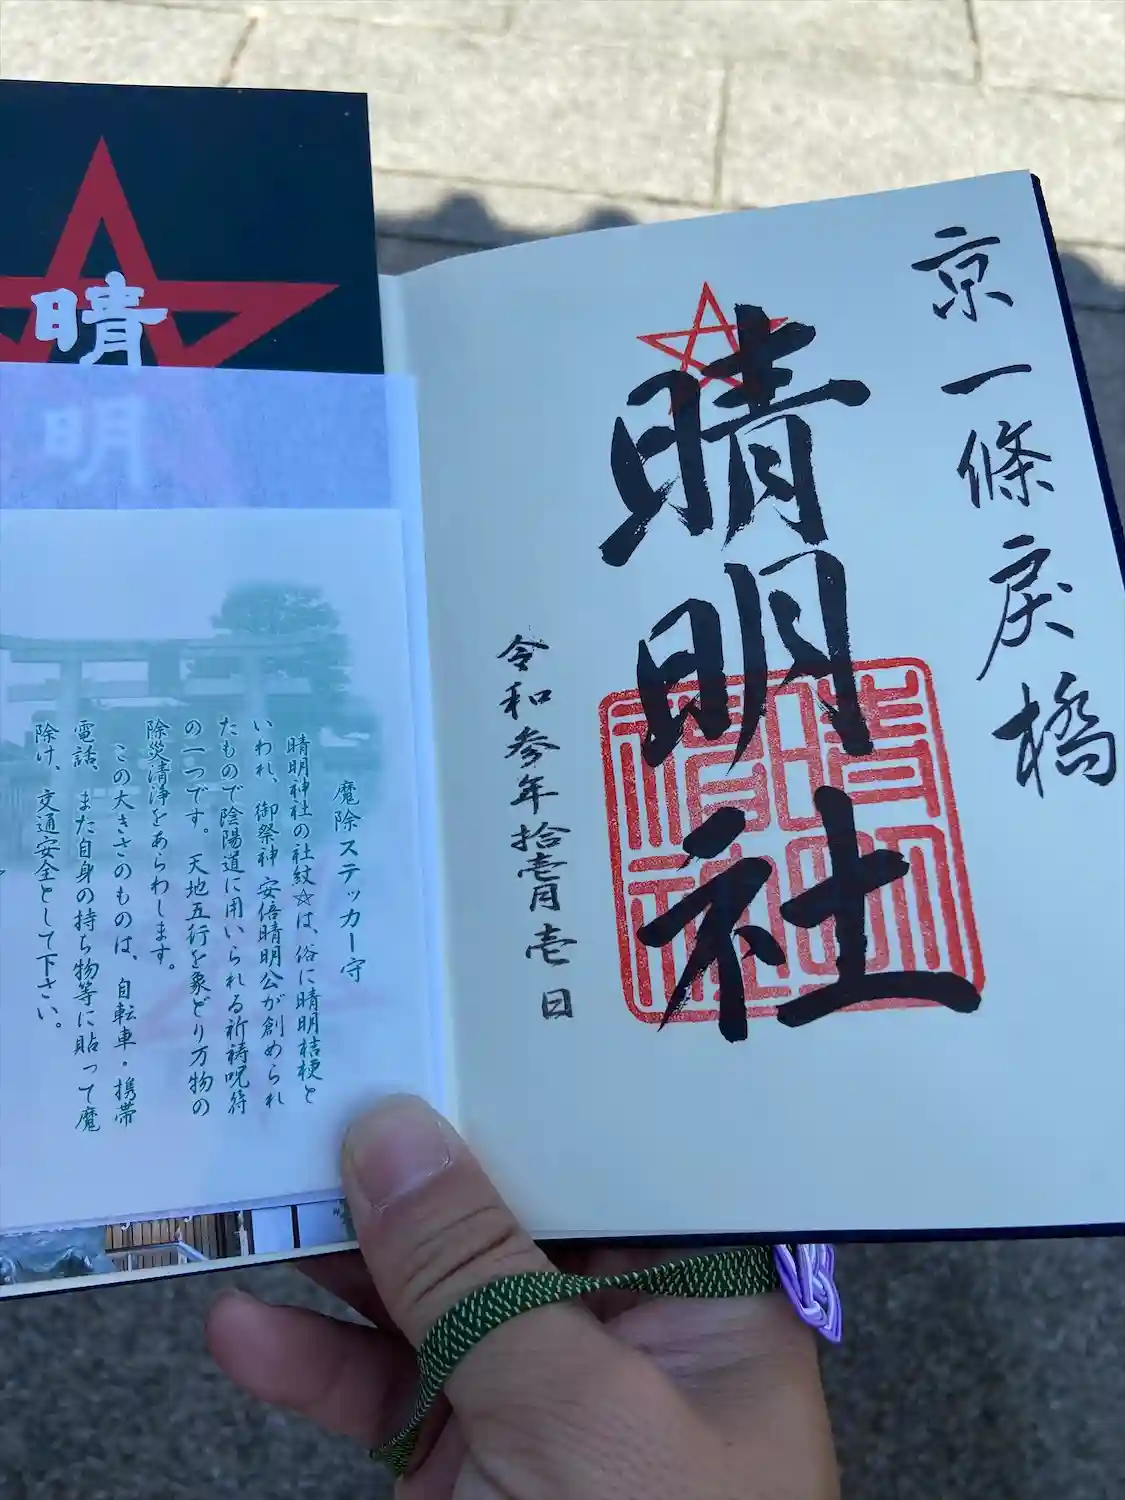 京一條戻橋
晴明社
令和参年拾壱月壱日
晴
明
魔除ステッカー守
晴明神社の社紋☆は、俗に晴明桔梗と
いわれ、御祭神 安倍晴明公が創められ
たもので陰陽道に用いられる祈祷呪符
の一つです。天地五行を象どり万物の
除災清浄をあらわします。
この大きさのものは、自転車・携帯
電話、また自身の持ち物等に貼って魔
除け、交通安全として下さい。